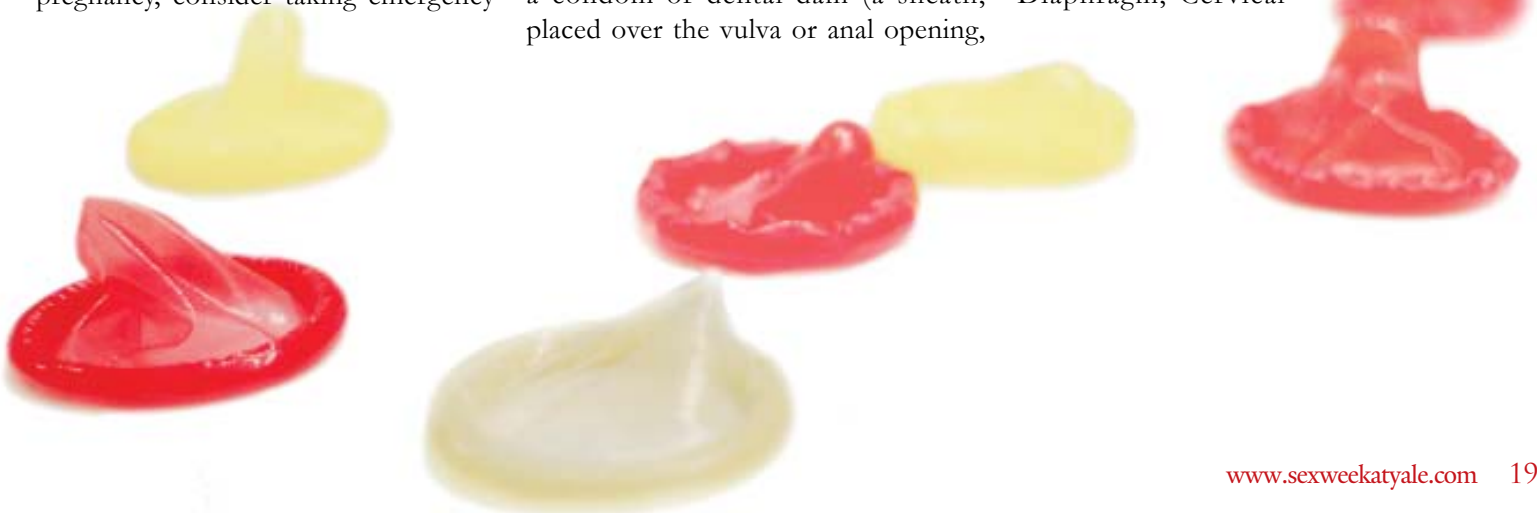 pregnancy, consider taking emergency
a condom or dental dam (a sheath,
placed over the vulva or anal opening,
Diaphragm, Cervical
www.sexweekatyale.com 19